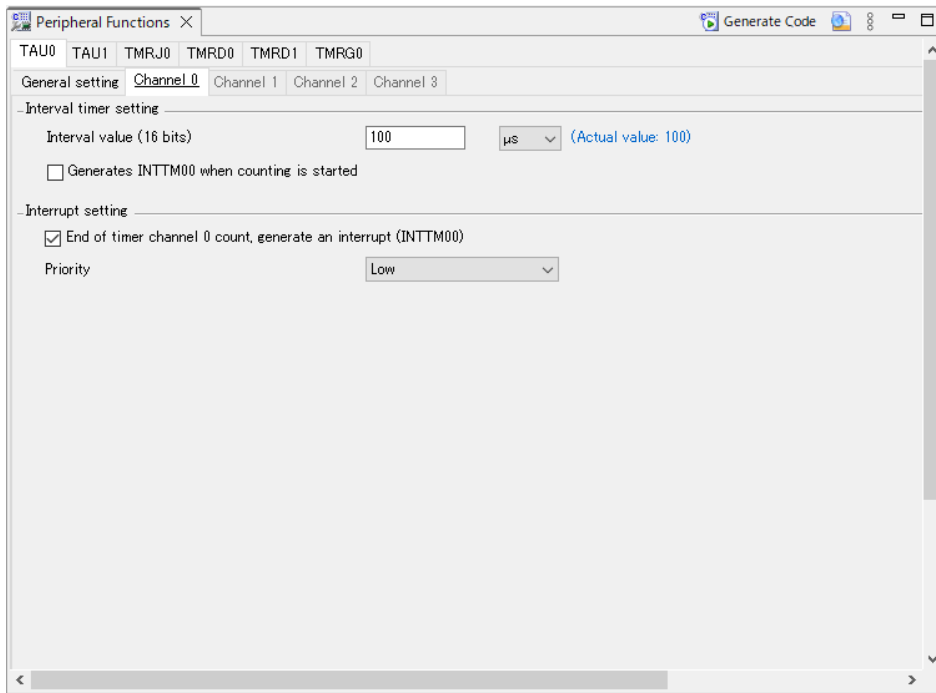 Peripheral Functions
Generate Code
TAU0 TAU1 TMRJ0 TMRD0 TMRD1 TMRG0
General setting Channel 0 Channel 1 Channel 2 Channel 3
Interval timer setting
Interval value (16 bits) 100 µs (Actual value: 100)
Generates INTTM00 when counting is started
Interrupt setting
End of timer channel 0 count, generate an interrupt (INTTM00)
Priority Low